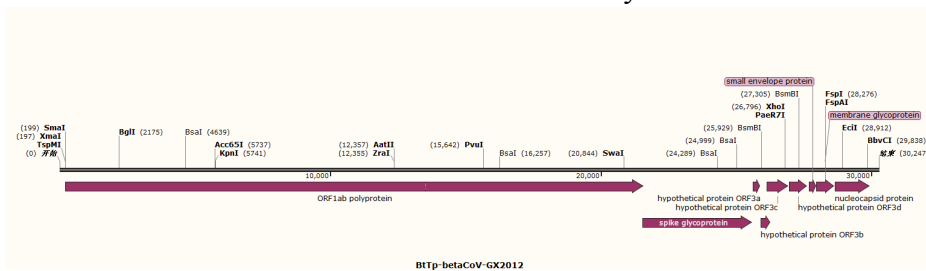 small envelope protein
(27,305) BsmBI
FspI (28,276)
(26,796) XhoI
FspAI
(199) SmaI
PaeR7I
membrane glycoprotein
(197) XmaI
BglI (2175)
BsaI (4639)
(25,929) BsmBI
EciI (28,912)
TspMI
Acc65I (5737)
(12,357) AatII
(15,642) PvuI
(24,999) BsaI
BbvCI (29,838)
(0) 开始
KpnI (5741)
(12,355) ZraI
BsaI (16,257)
(20,844) SwaI
(24,289) BsaI
结束 (30,247)
10,000
20,000
30,000
ORF1ab polyprotein
hypothetical protein ORF3a
nucleocapsid protein
hypothetical protein ORF3c
hypothetical protein ORF3d
spike glycoprotein
hypothetical protein ORF3b
BtTp-betaCoV-GX2012